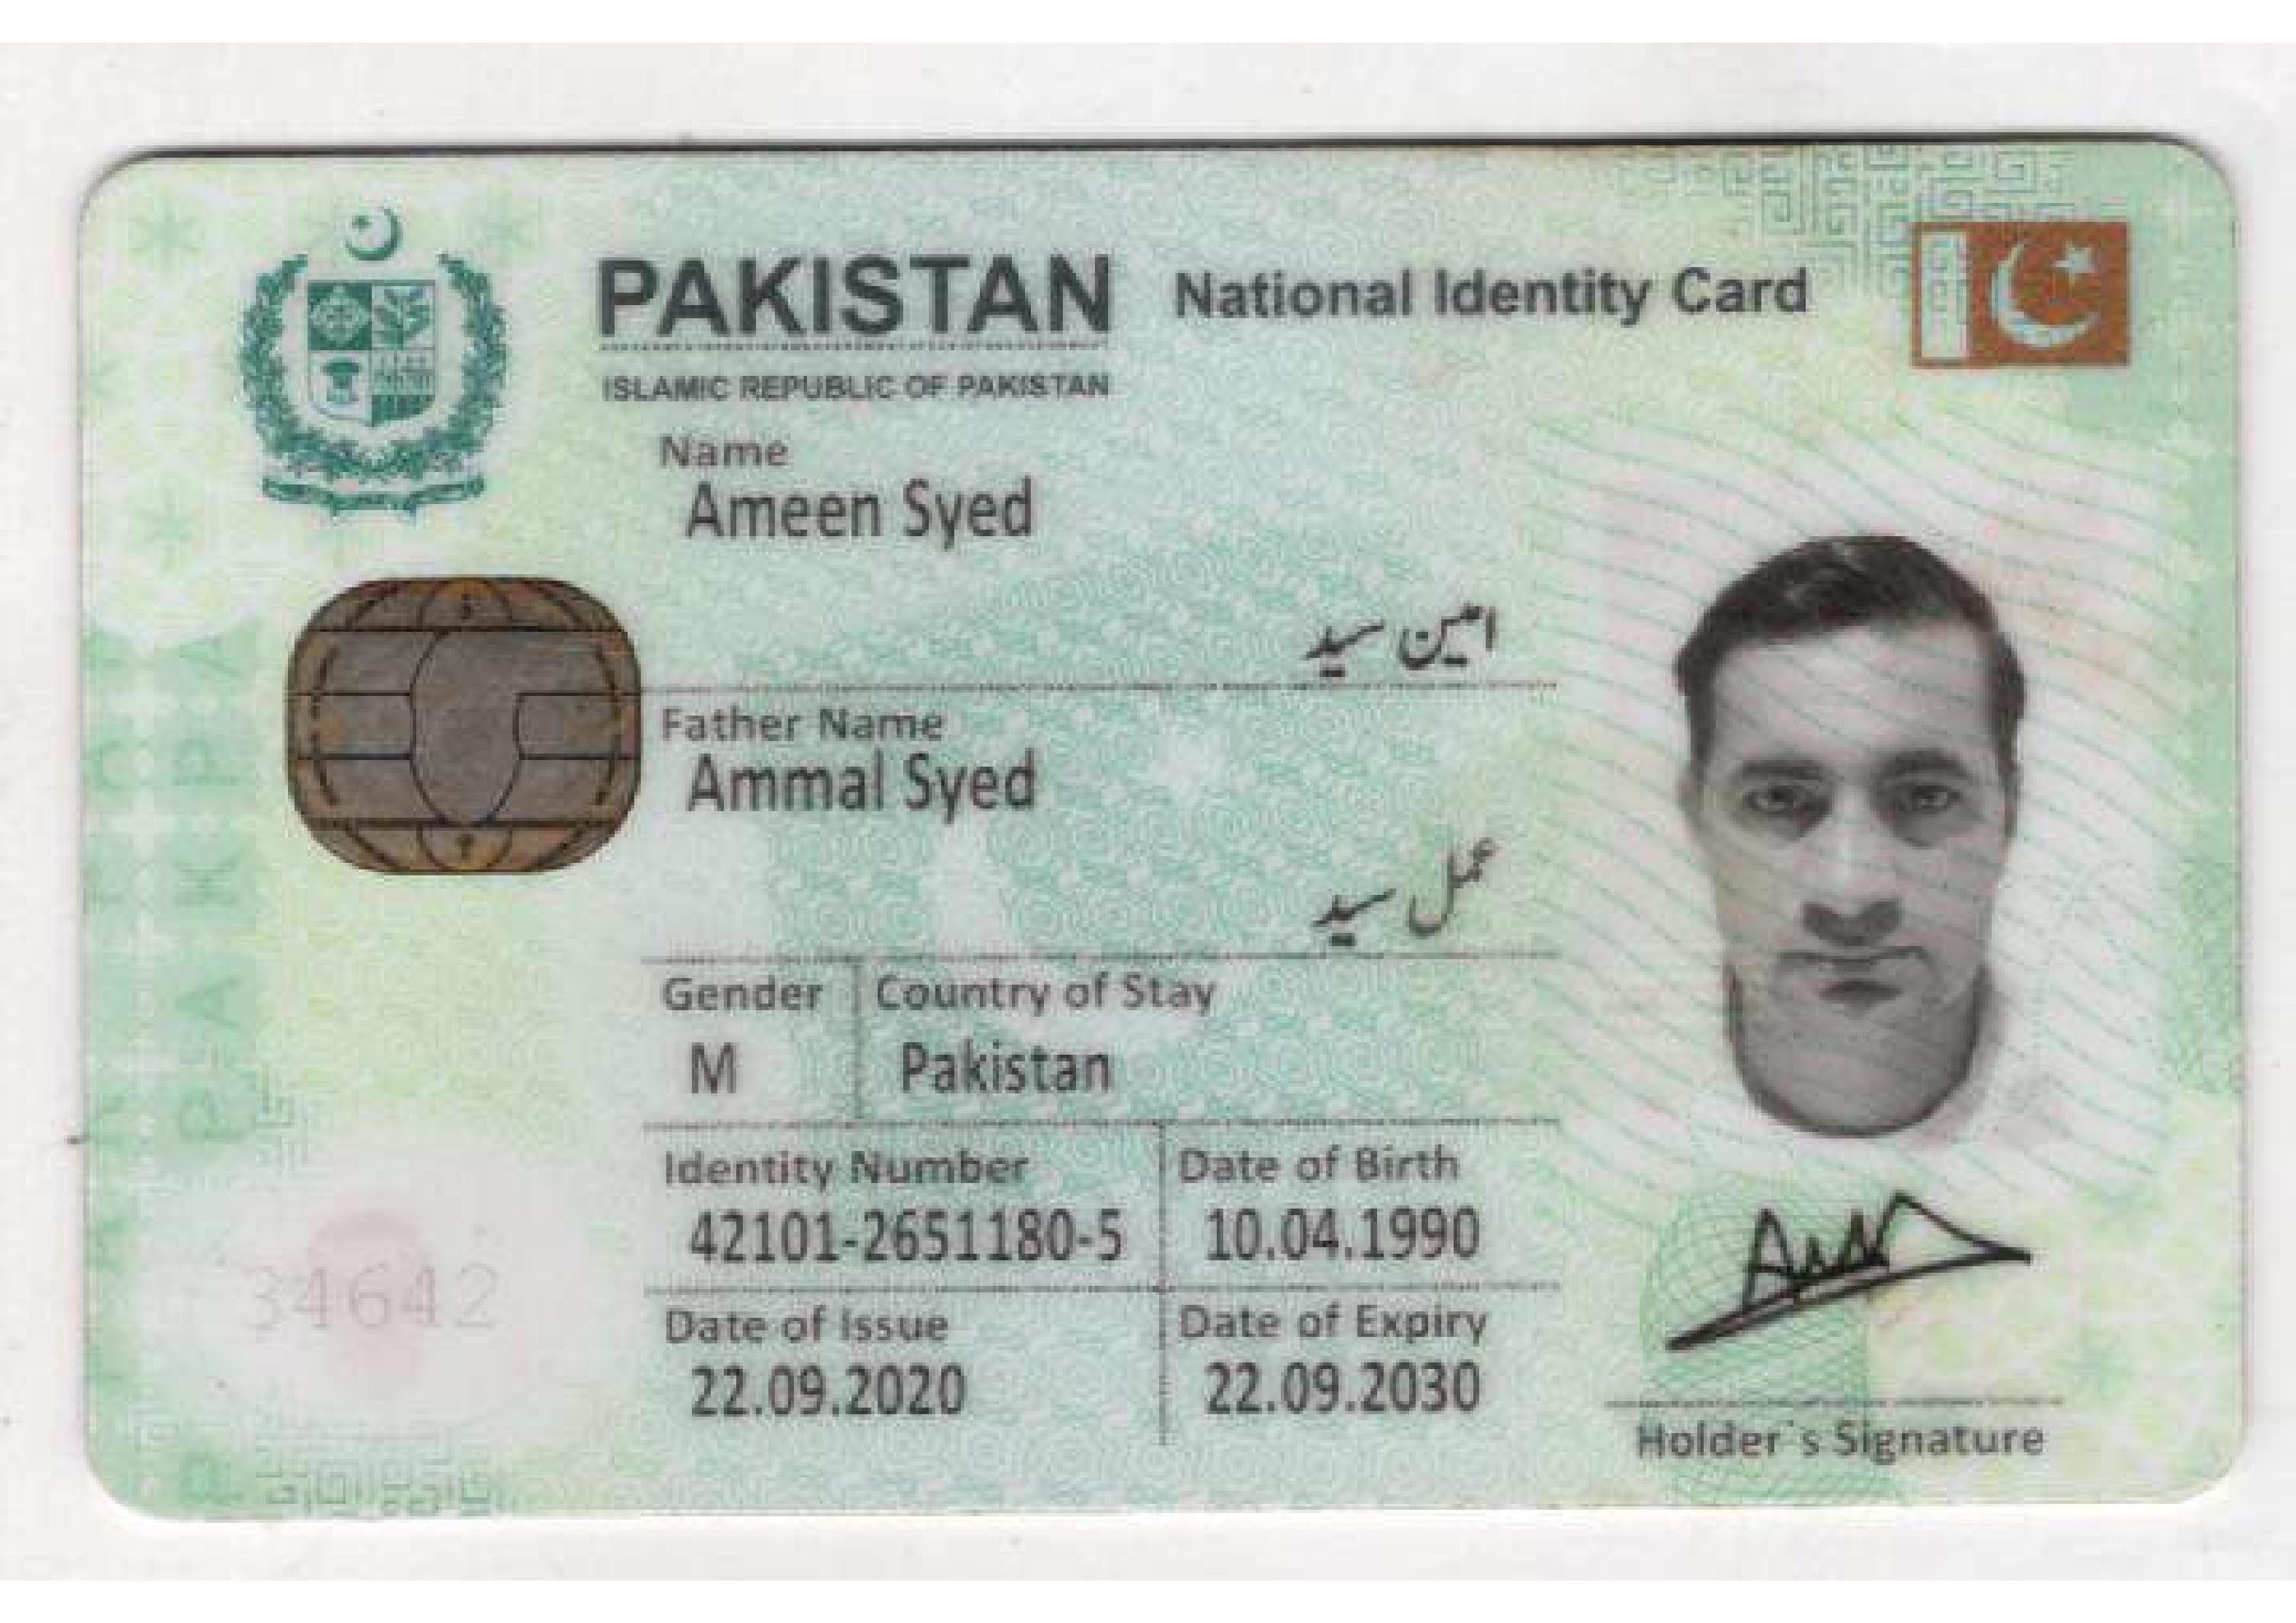 PAKISTAN National Identity Card
ISLAMIC REPUBLIC OF PAKISTAN
Name
Ameen Syed
امین سید
Father Name
Ammal Syed
عمل سید
Gender Country of Stay
M Pakistan
Identity Number Date of Birth
42101-2651180-5 10.04.1990
Date of Issue Date of Expiry
22.09.2020 22.09.2030
34642
Holder`s Signature